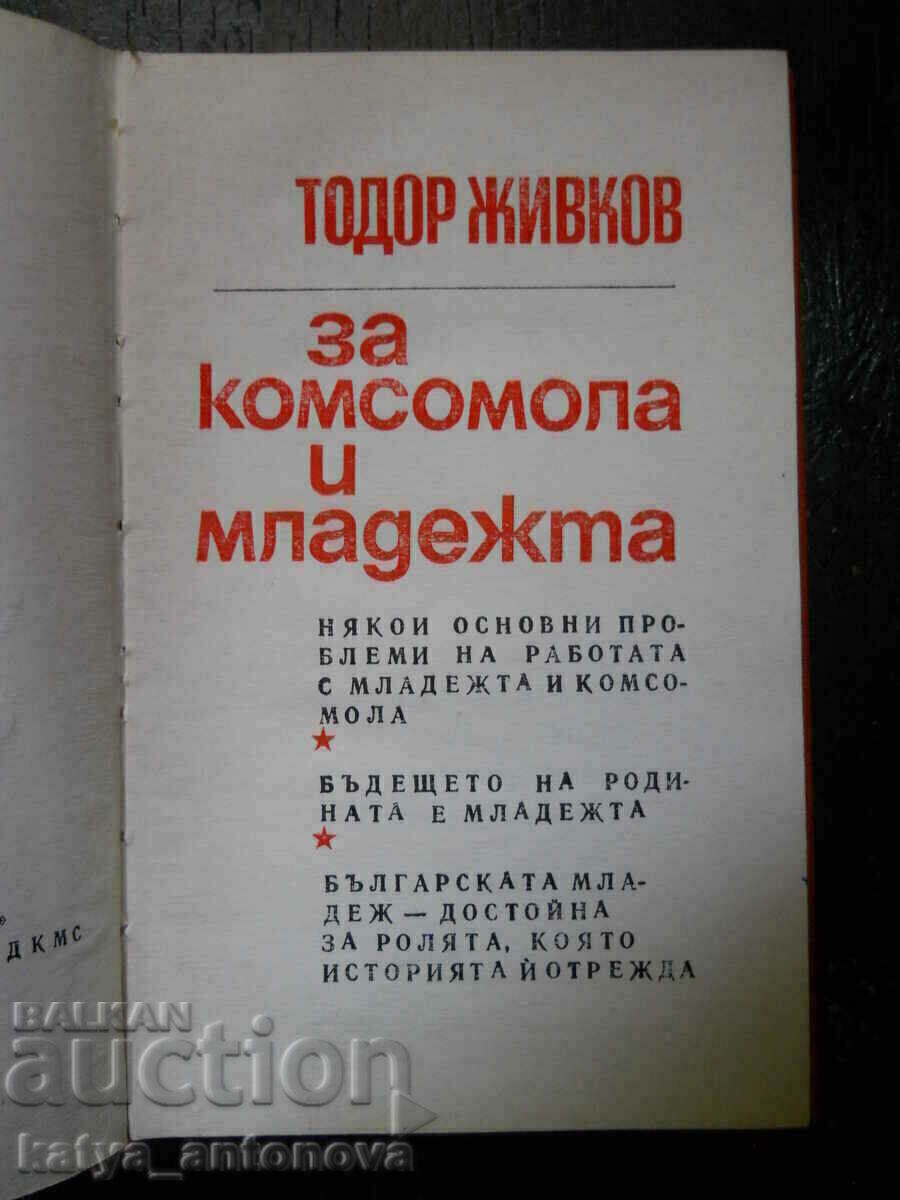 ТОДОР ЖИВКОВ
за
комсомола
и
младежта
НЯКОИ ОСНОВНИ ПРО-
БЛЕМИ НА РАБОТАТА
С МЛАДЕЖТА И КОМСО-
МОЛА
БЪДЕЩЕТО НА РОДИ-
НАТА Е МЛАДЕЖТА
БЪЛГАРСКАТА МЛА-
ДЕЖ — ДОСТОЙНА
ЗА РОЛЯТА, КОЯТО
ИСТОРИЯТА Й ОТРЕЖДА
»
ДКМС
BALKAN
auction
katya_antonova